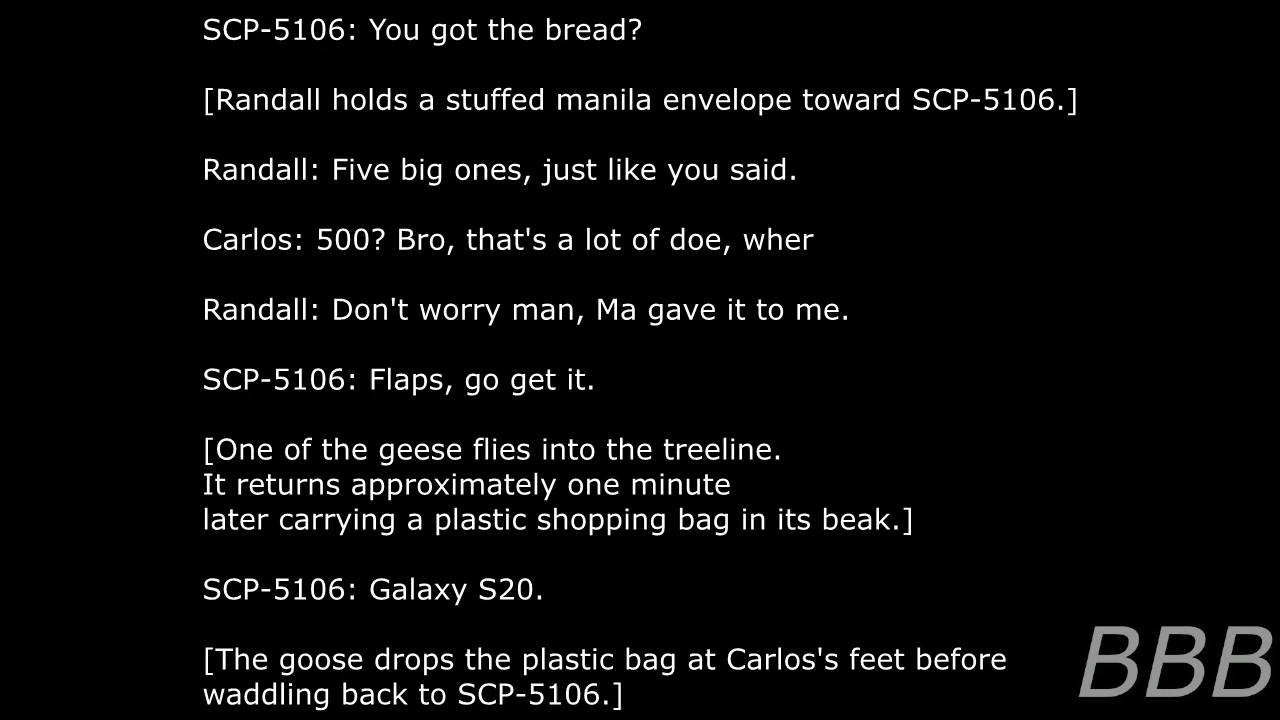 SCP-5106: You got the bread?
[Randall holds a stuffed manila envelope toward SCP-5106.]
Randall: Five big ones, just like you said.
Carlos: 500? Bro, that's a lot of doe, wher
Randall: Don't worry man, Ma gave it to me.
SCP-5106: Flaps, go get it.
[One of the geese flies into the treeline.
It returns approximately one minute
later carrying a plastic shopping bag in its beak.]
SCP-5106: Galaxy S20.
[The goose drops the plastic bag at Carlos's feet before
waddling back to SCP-5106.]
BBB